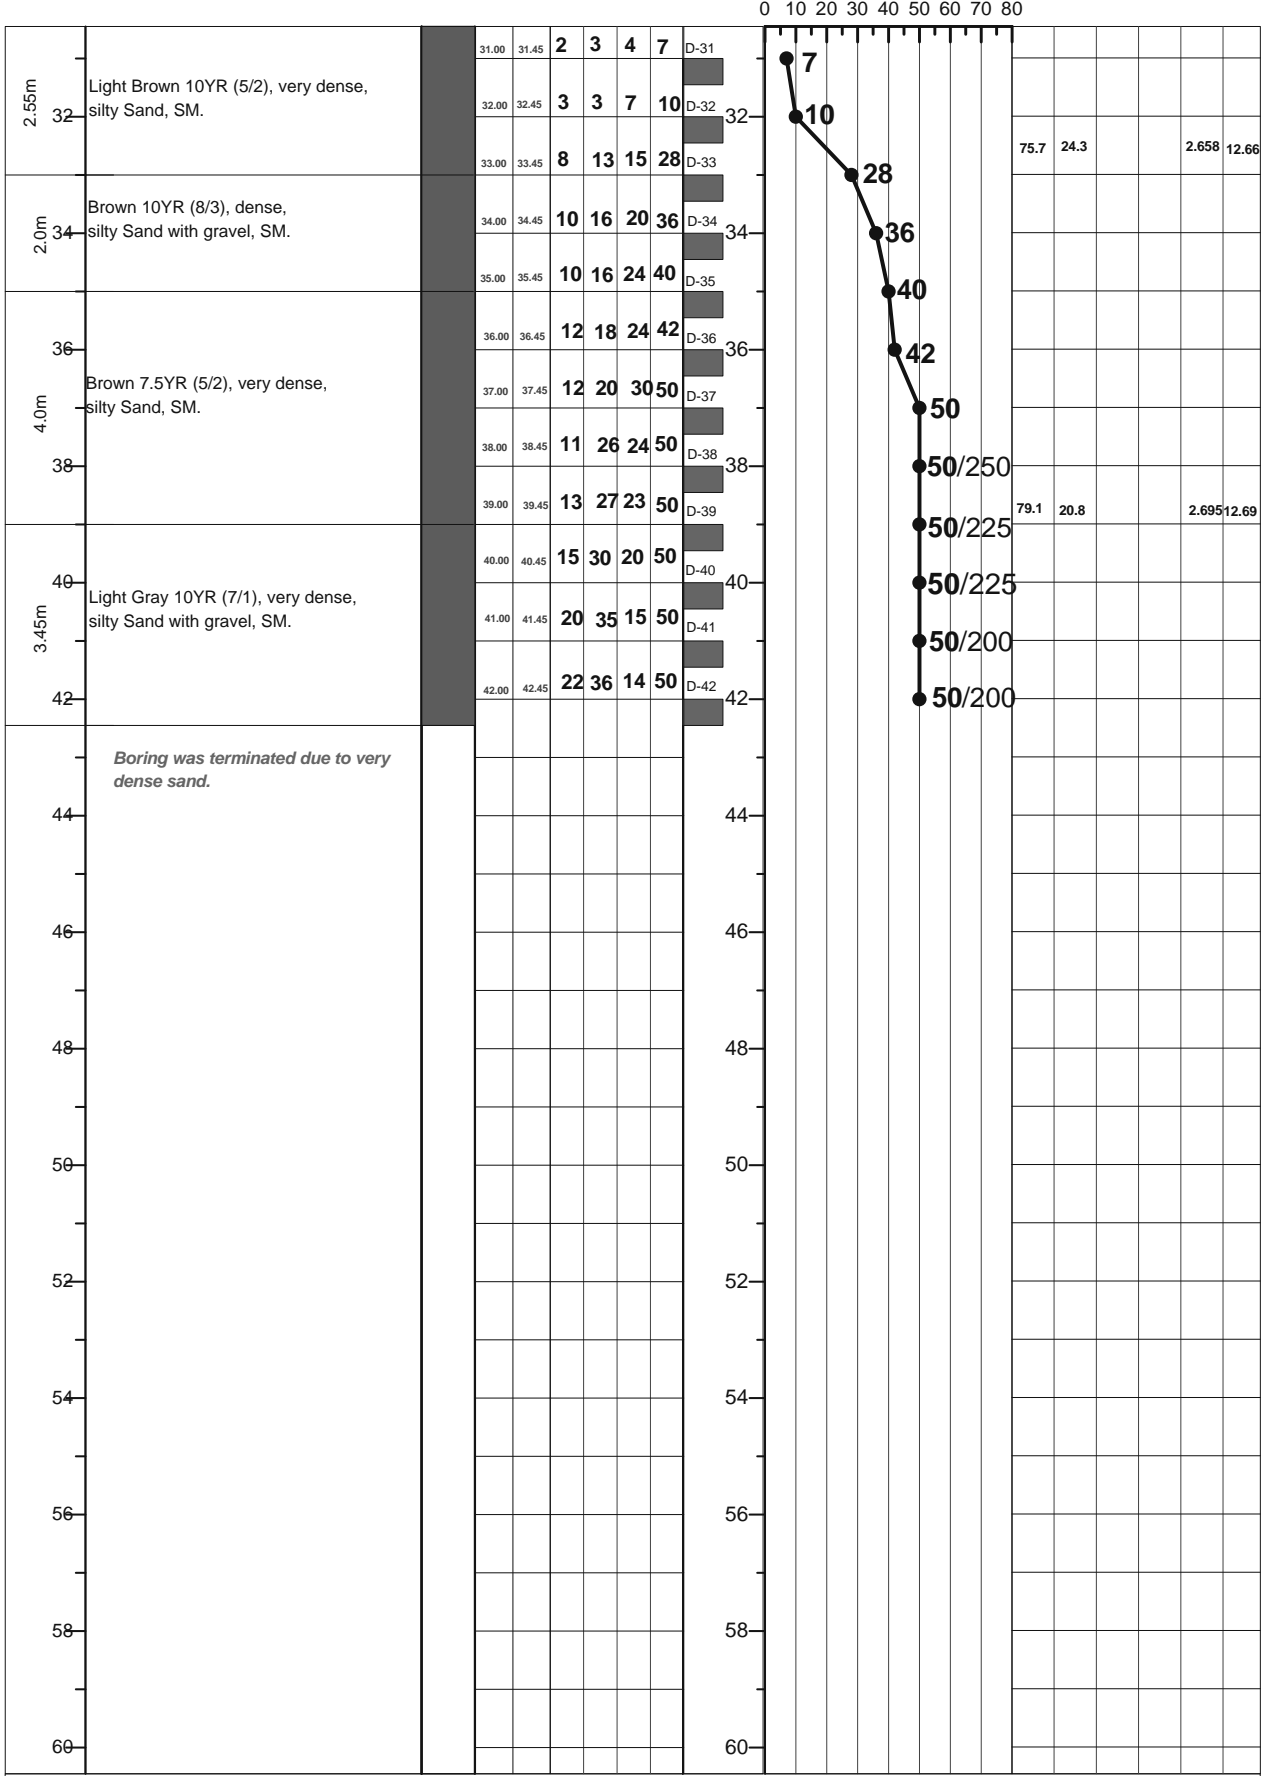 0 10 20 30 40 50 60 70 80
31.00 31.45 2 3 4 7 D-31
7
2.55m
Light Brown 10YR (5/2), very dense,
silty Sand, SM.
32 32.00 32.45 3 3 7 10 D-32 32 10
33.00 33.45 8 13 15 28 D-33 75.7 24.3 2.658 12.66
28
2.0m
Brown 10YR (8/3), dense,
silty Sand with gravel, SM.
34 34.00 34.45 10 16 20 36 D-34 34 36
35.00 35.45 10 16 24 40 D-35 40
36.00 36.45 12 18 24 42 D-36
36 36 42
4.0m
Brown 7.5YR (5/2), very dense,
silty Sand, SM.
37.00 37.45 12 20 30 50 D-37 50
38.00 38.45 11 26 24 50 D-38
38 38 50/250
39.00 39.45 13 27 23 50 D-39 79.1 20.8 2.695 12.69
50/225
40.00 40.45 15 30 20 50 D-40
40 40 50/225
3.45m
Light Gray 10YR (7/1), very dense,
silty Sand with gravel, SM.
41.00 41.45 20 35 15 50 D-41
50/200
42.00 42.45 22 36 14 50 D-42
42 42 50/200
Boring was terminated due to very
dense sand.
44 44
46 46
48 48
50 50
52 52
54 54
56 56
58 58
60 60